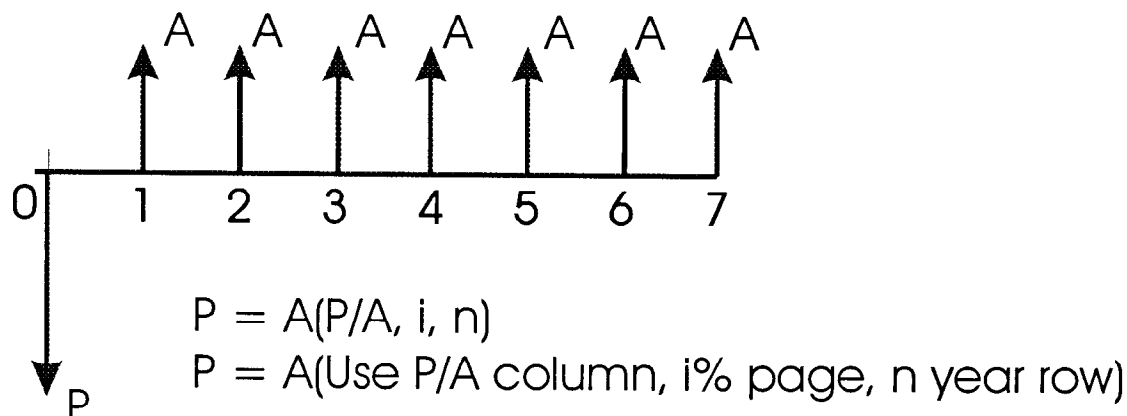 A A A A A A A
0 1 2 3 4 5 6 7
P = A(P/A, i, n)
P = A(Use P/A column, i% page, n year row)
P